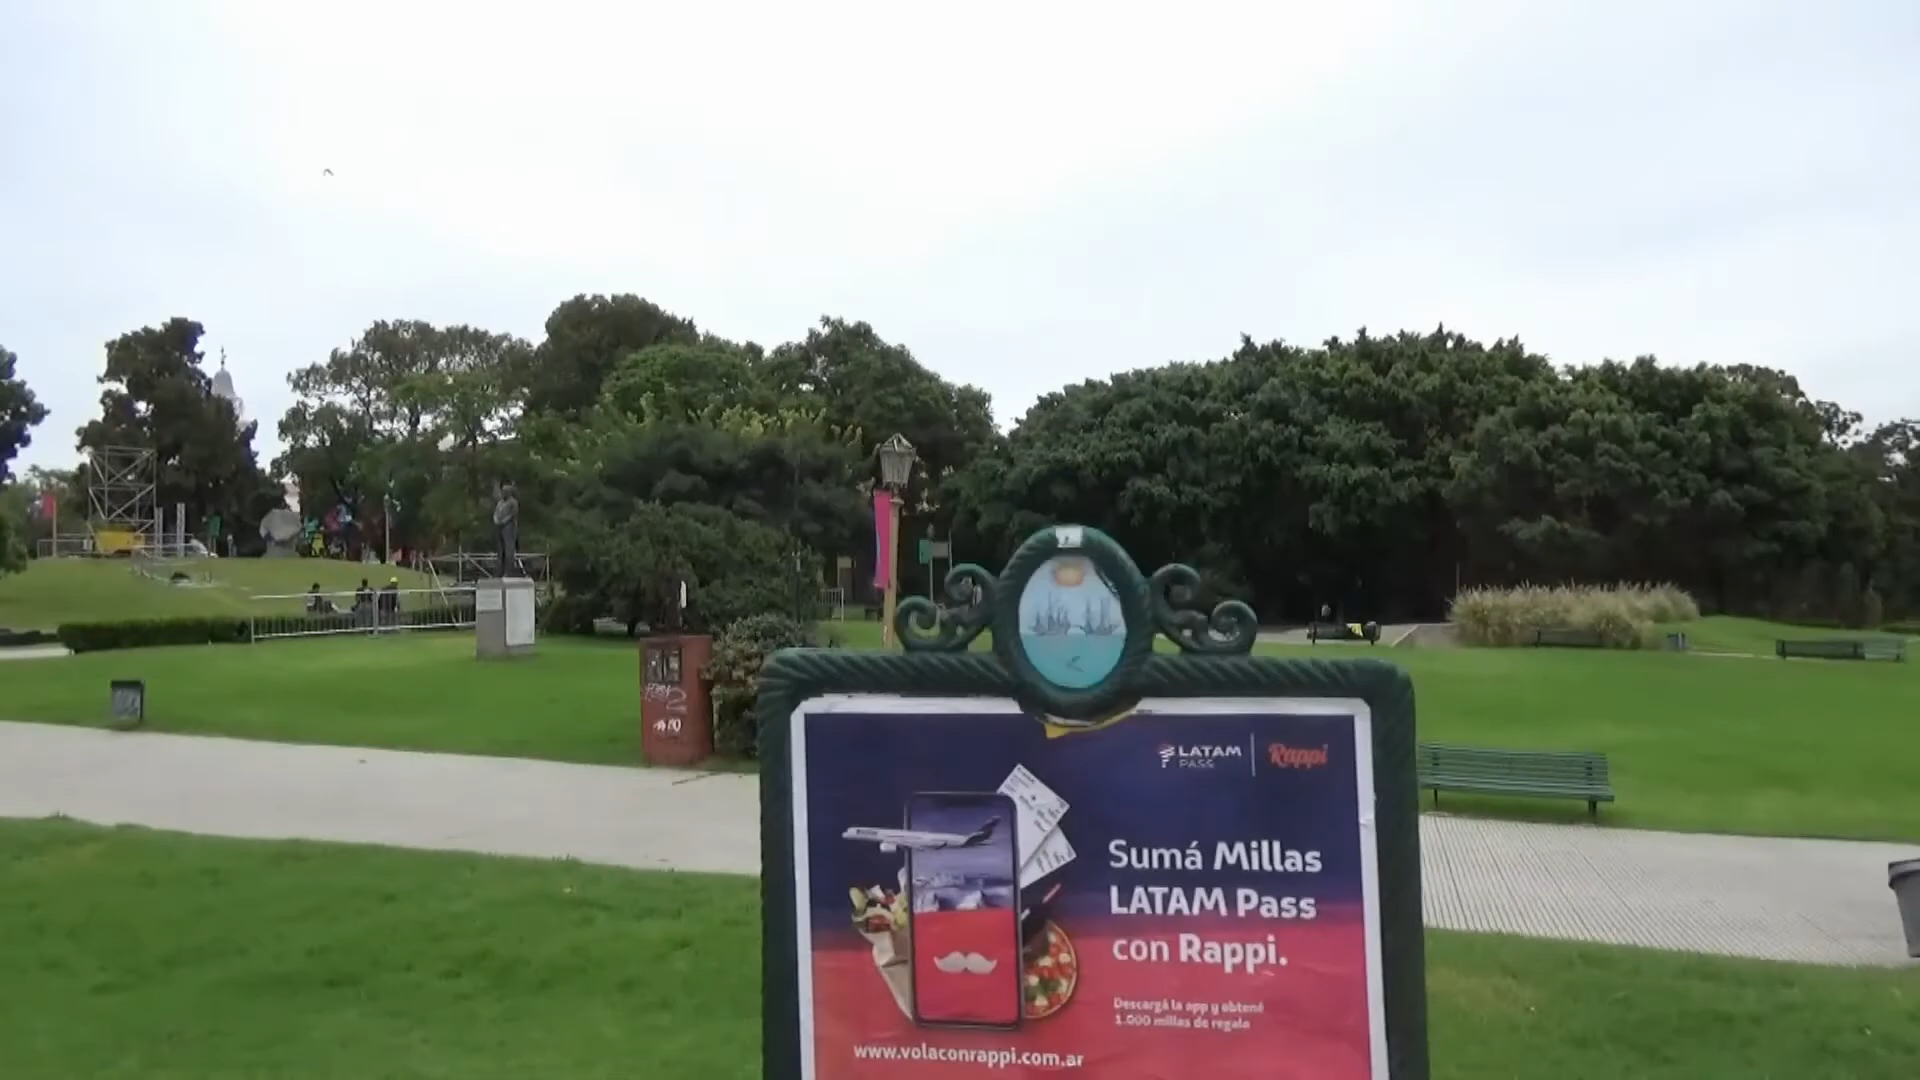 LATAM
PASS
Rappi
Sumá Millas
LATAM Pass
con Rappi.
Descargá la app y obtené
1.000 millas de regalo
www.volaconrappi.com.ar